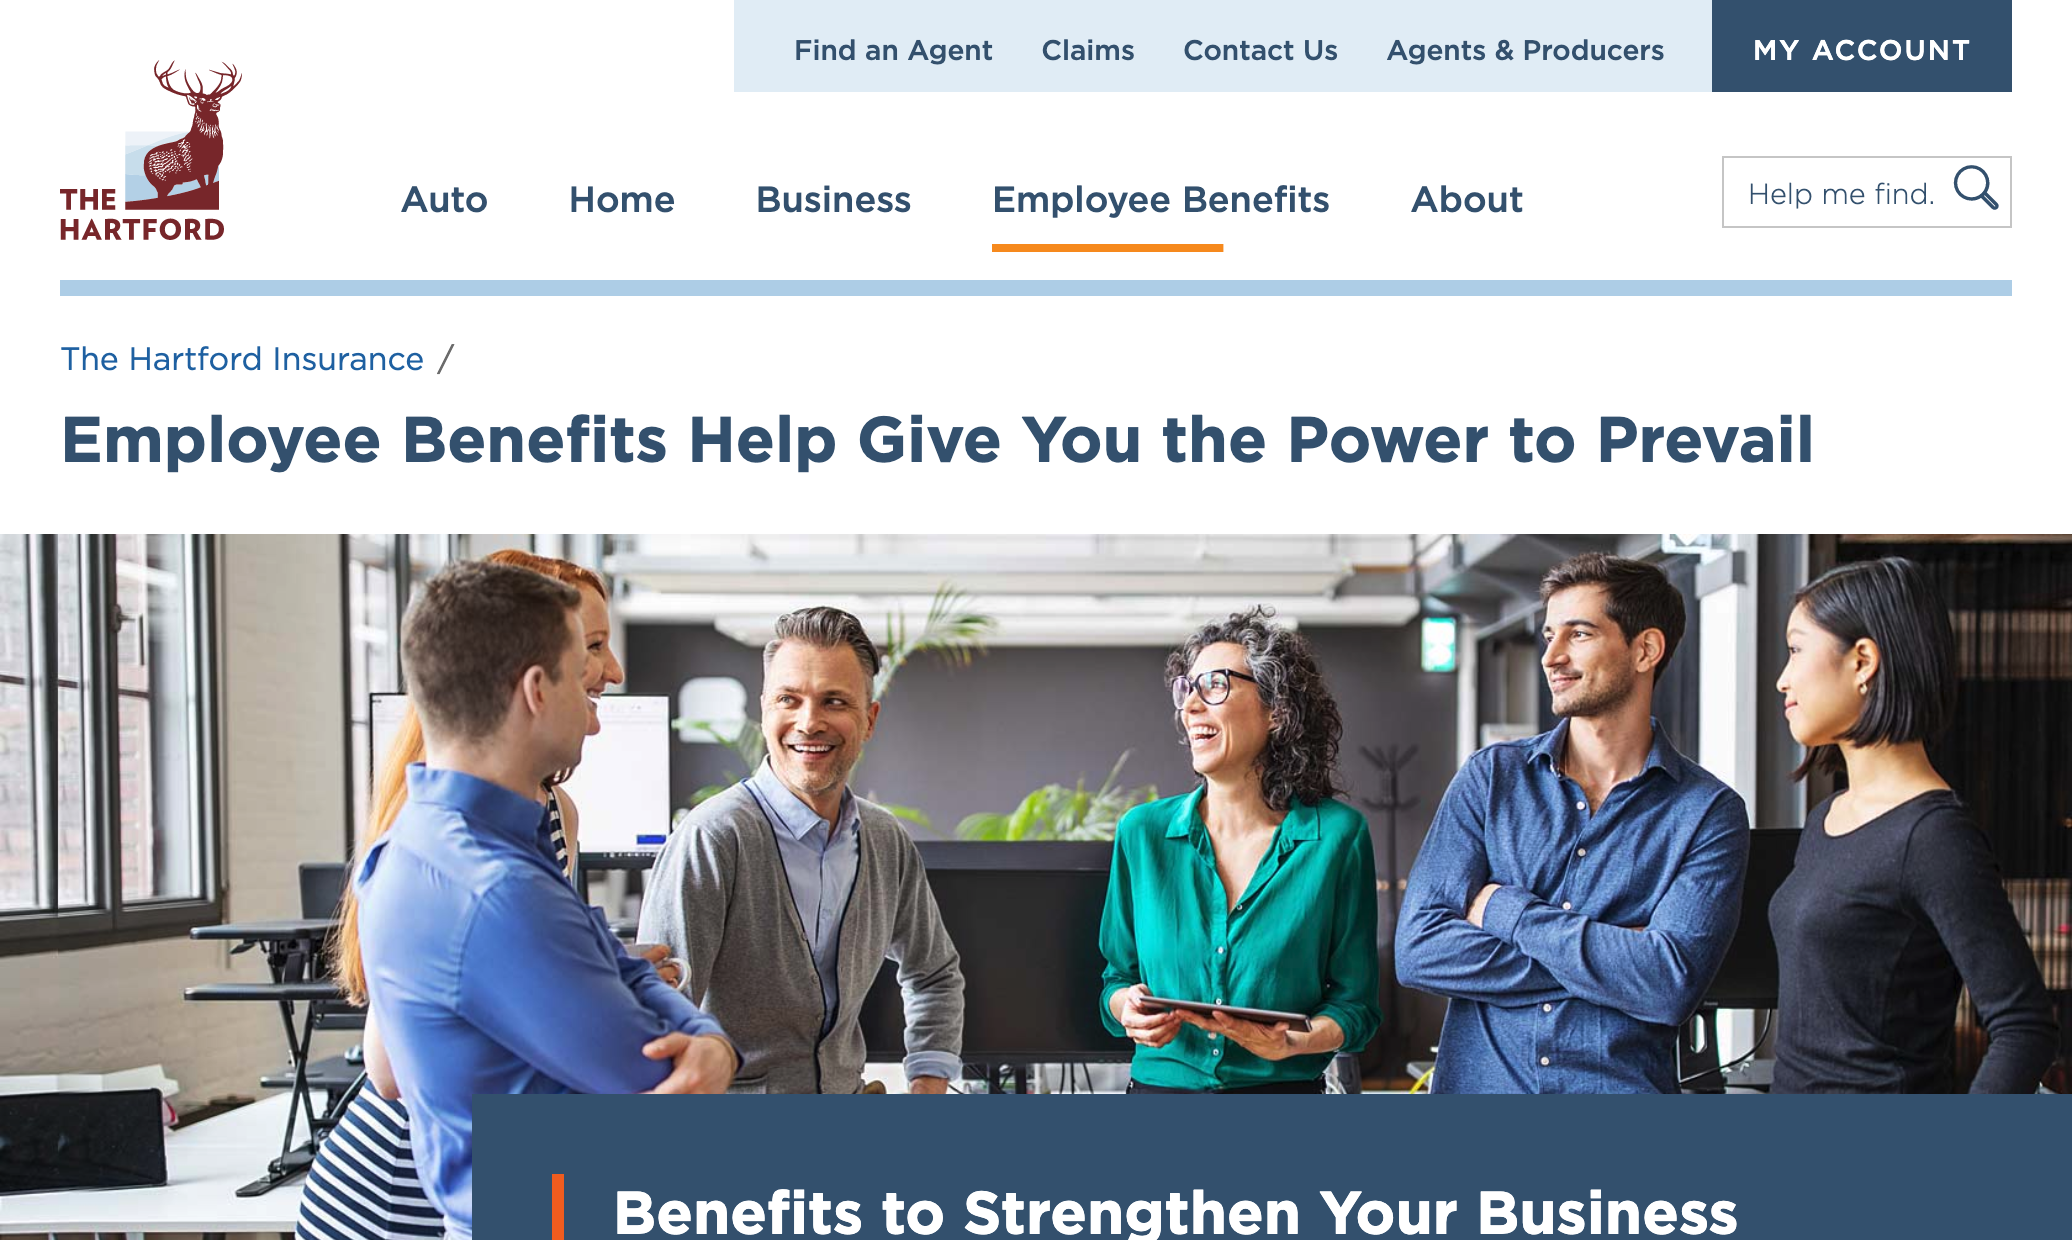 Find an Agent Claims Contact Us Agents & Producers MY ACCOUNT
THE
HARTFORD
Auto Home Business Employee Benefits About
Help me find.
The Hartford Insurance /
Employee Benefits Help Give You the Power to Prevail
Benefits to Strengthen Your Business